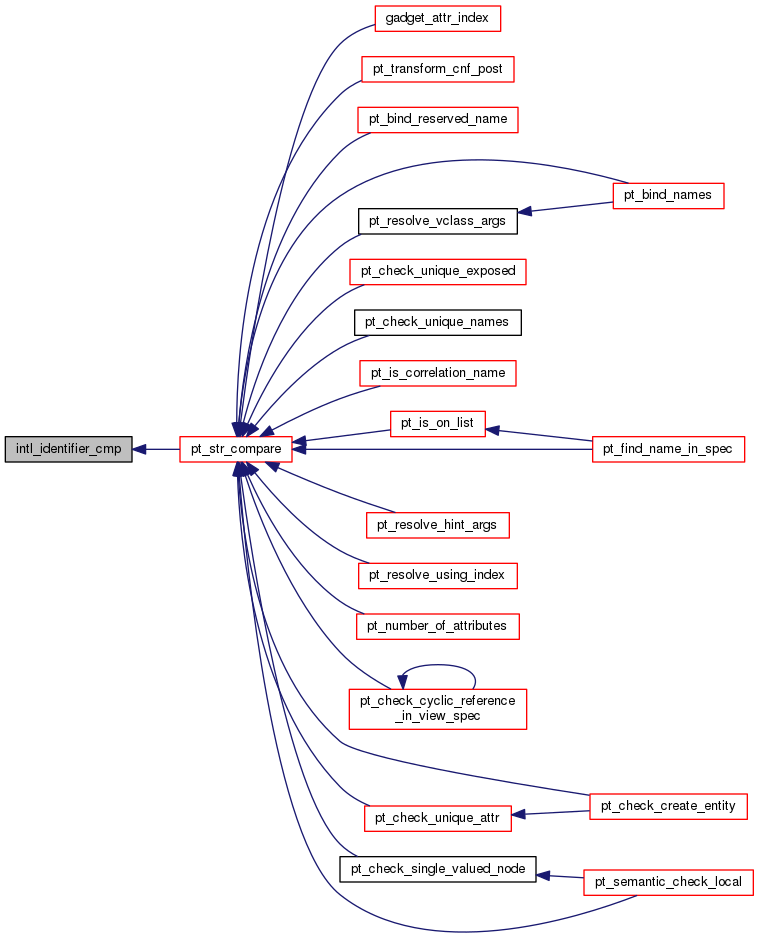 gadget_attr_index
pt_transform_cnf_post
pt_bind_reserved_name
pt_bind_names
pt_resolve_vclass_args
pt_check_unique_exposed
pt_check_unique_names
pt_is_correlation_name
pt_is_on_list
intl_identifier_cmp
pt_str_compare
pt_find_name_in_spec
pt_resolve_hint_args
pt_resolve_using_index
pt_number_of_attributes
pt_check_cyclic_reference
_in_view_spec
pt_check_create_entity
pt_check_unique_attr
pt_check_single_valued_node
pt_semantic_check_local